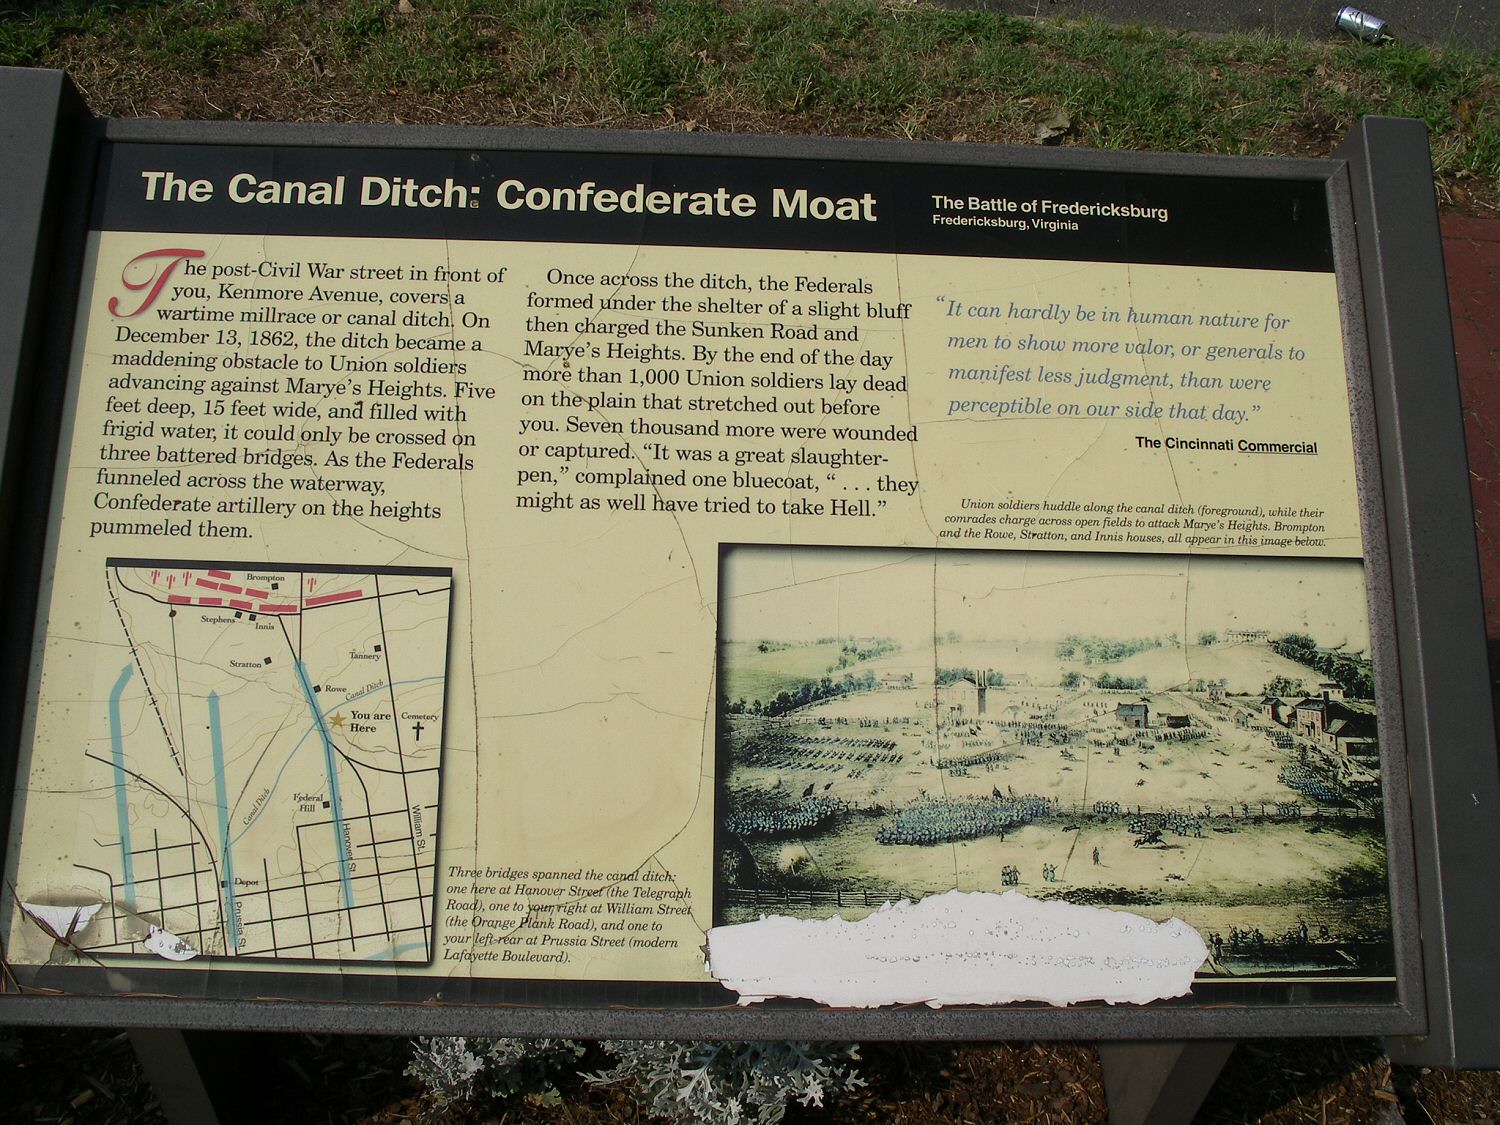 The Canal Ditch: Confederate Moat
The Battle of Fredericksburg
Fredericksburg, Virginia
The post-Civil War street in front of
you, Kenmore Avenue, covers a
wartime millrace or canal ditch. On
December 13, 1862, the ditch became a
maddening obstacle to Union soldiers
advancing against Marye's Heights. Five
feet deep, 15 feet wide, and filled with
frigid water, it could only be crossed on
three battered bridges. As the Federals
funneled across the waterway,
Confederate artillery on the heights
pummeled them.
Once across the ditch, the Federals
formed under the shelter of a slight bluff
then charged the Sunken Road and
Marye's Heights. By the end of the day
more than 1,000 Union soldiers lay dead
on the plain that stretched out before
you. Seven thousand more were wounded
or captured. "It was a great slaughter-
pen," complained one bluecoat, " . . . they
might as well have tried to take Hell."
"It can hardly be in human nature for
men to show more valor, or generals to
manifest less judgment, than were
perceptible on our side that day."
The Cincinnati Commercial
Union soldiers huddle along the canal ditch (foreground), while their
comrades charge across open fields to attack Marye's Heights. Brompton
and the Rowe, Stratton, and Innis houses, all appear in this image below.
Brompton
Stephens
Innis
Stratton
Tannery
Rowe
Canal Ditch
You are
Here
Cemetery
Canal Ditch
Federal
Hill
Hanover St
William St.
Depot
Prussia St.
Three bridges spanned the canal ditch:
one here at Hanover Street (the Telegraph
Road), one to your right at William Street
(the Orange Plank Road), and one to
your left-rear at Prussia Street (modern
Lafayette Boulevard).